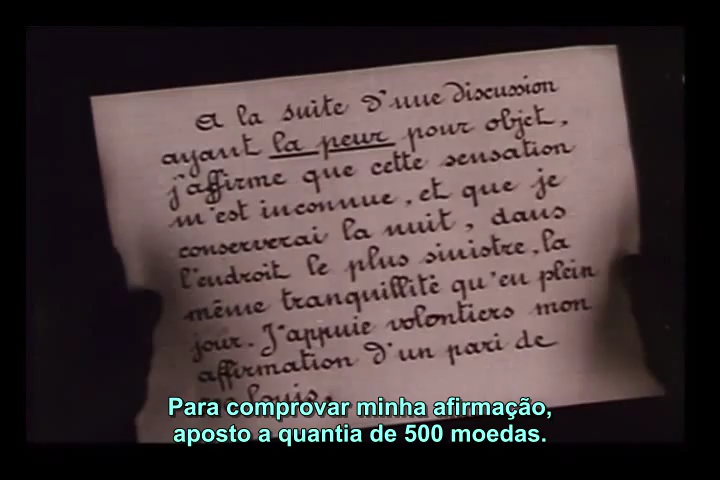 A la suite d'une discussion
ayant la peur pour objet,
j'affirme que cette sensation
m'est inconnue, et que je
conserverai la nuit, dans
l'endroit le plus sinistre, la
même tranquillité qu'en plein
jour. J'appuie volontiers mon
affirmation d'un pari de
louis.
Para comprovar minha afirmação,
aposto a quantia de 500 moedas.